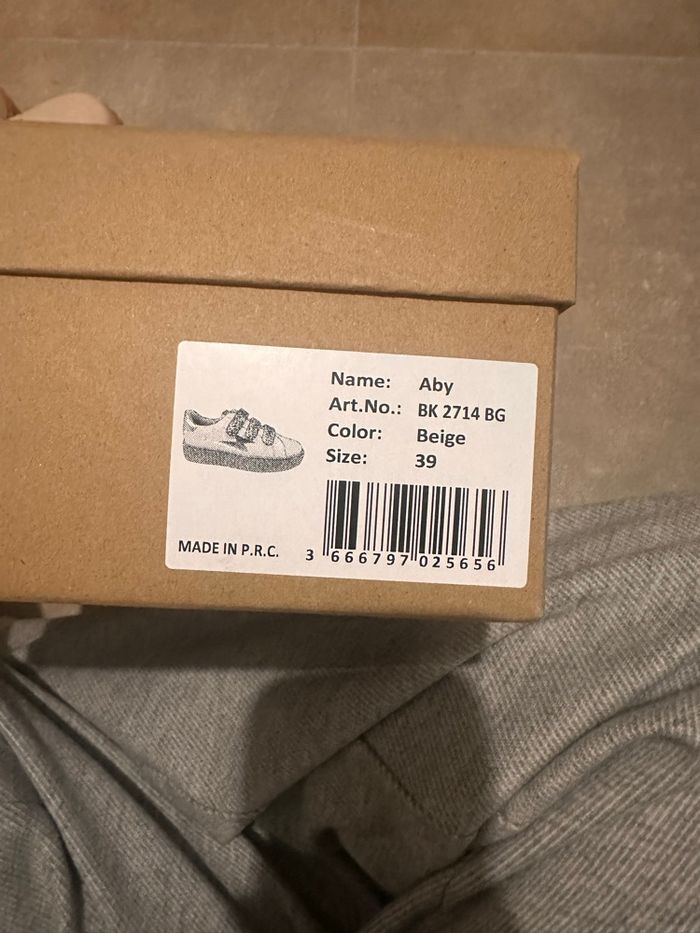 Name: Aby
Art.No.: BK 2714 BG
Color: Beige
Size: 39
MADE IN P.R.C.
3 666797 025656